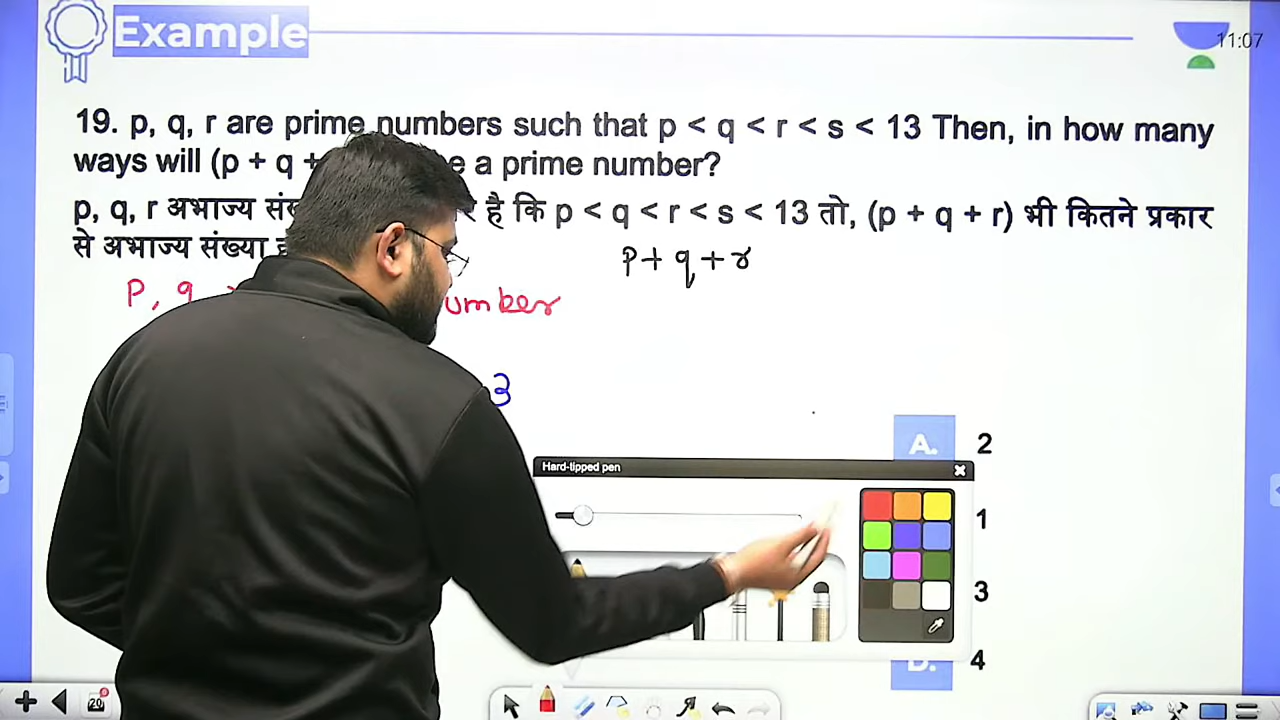 Example
11:07
19. p, q, r are prime numbers such that p < q < r < s < 13 Then, in how many
ways will (p + q + e a prime number?
p, q, r अभाज्य है कि p < q < r < s < 13 तो, (p + q + r) भी कितने प्रकार
से अभाज्य संख्या
p + q + r
P, q umber
3
A. 2
1
3
D. 4
Hard-tipped pen
20